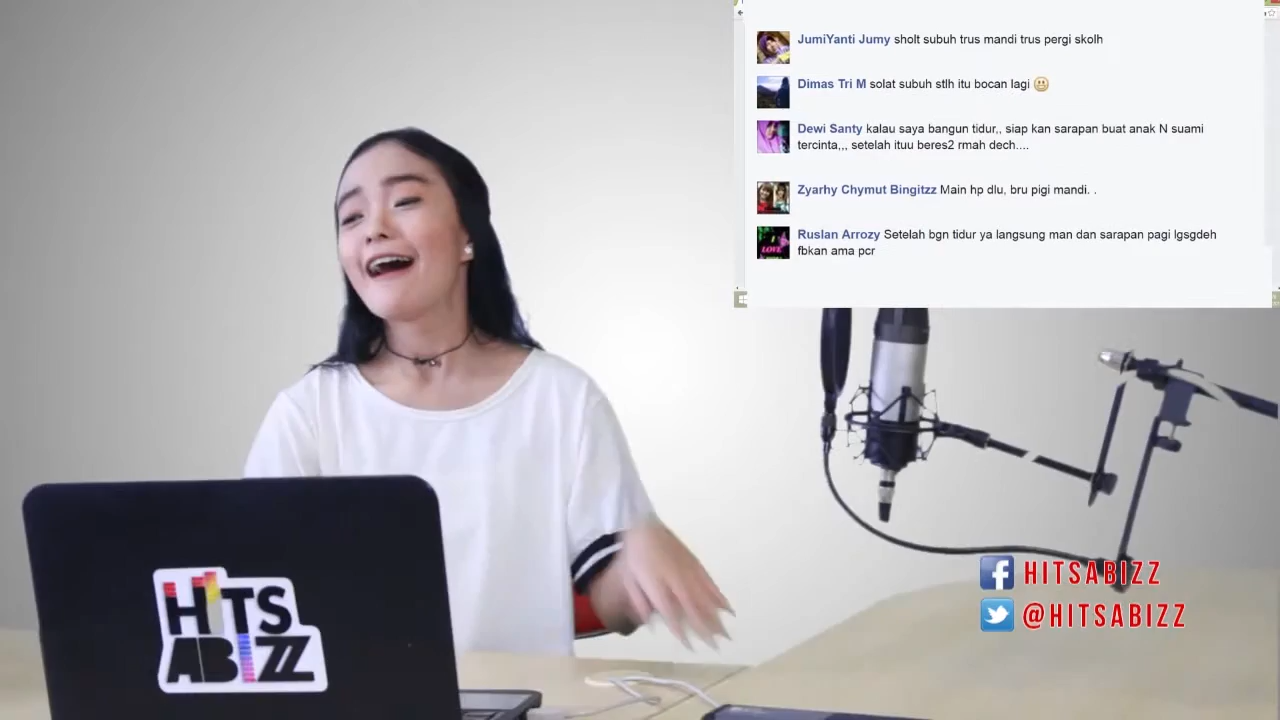 JumiYanti Jumy sholt subuh trus mandi trus pergi skolh
Dimas Tri M solat subuh stlh itu bocan lagi 😬
Dewi Santy kalau saya bangun tidur,, siap kan sarapan buat anak N suami
tercinta,,, setelah ituu beres2 rmah dech....
Zyarhy Chymut Bingitzz Main hp dlu, bru pigi mandi. .
Ruslan Arrozy Setelah bgn tidur ya langsung man dan sarapan pagi lgsgdeh
fbkan ama pcr
LOVE
HITS
ABIZZ
f HITSABIZZ
@HITSABIZZ